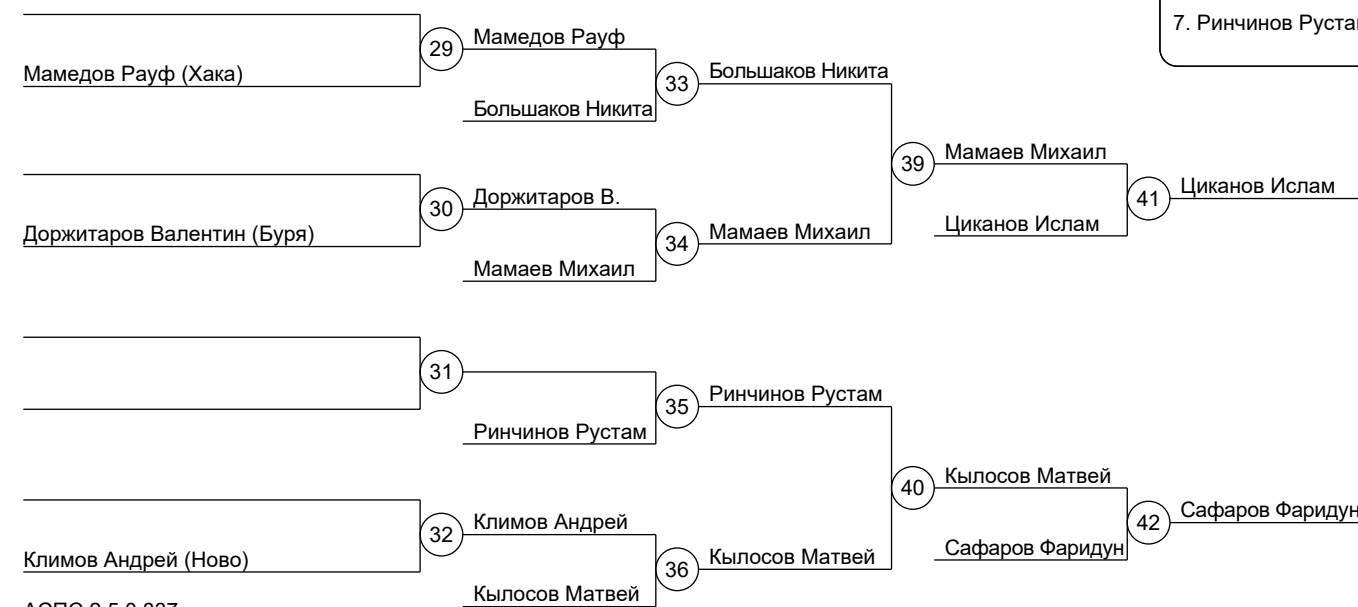 7. Ринчинов
Мамедов Рауф
29
Мамедов Рауф (Хака)
Большаков Никита
33
Большаков Никита
Мамаев Михаил
39
Доржитаров В.
Циканов Ислам
41
30
Доржитаров Валентин (Буря)
Мамаев Михаил
Циканов Ислам
34
Мамаев Михаил
31
Ринчинов Рустам
35
Ринчинов Рустам
Кылосов Матвей
40
Климов Андрей
Сафаров Фаридун
42
32
Климов Андрей (Ново)
Кылосов Матвей
Сафаров Фаридун
36
Кылосов Матвей